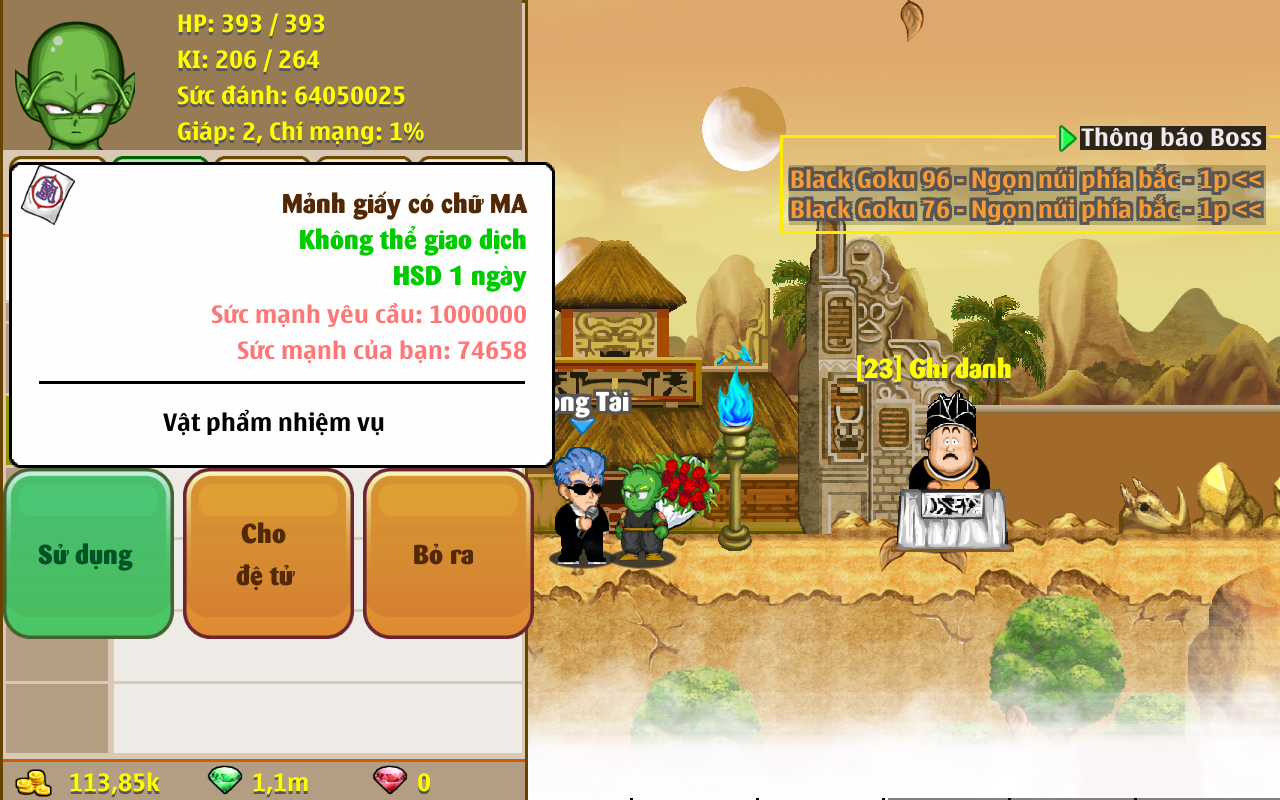 HP: 393 / 393
KI: 206 / 264
Sức đánh: 64050025
Giáp: 2, Chí mạng: 1%
Mảnh giấy có chữ MA
Không thể giao dịch
HSD 1 ngày
Sức mạnh yêu cầu: 1000000
Sức mạnh của bạn: 74658
Vật phẩm nhiệm vụ
Sử dụng
Cho
đệ tử
Bỏ ra
113,85k
1,1m
0
Thông báo Boss
Black Goku 96 - Ngọn núi phía bắc - 1p <<
Black Goku 76 - Ngọn núi phía bắc - 1p <<
[23] Ghi danh
ọng Tài